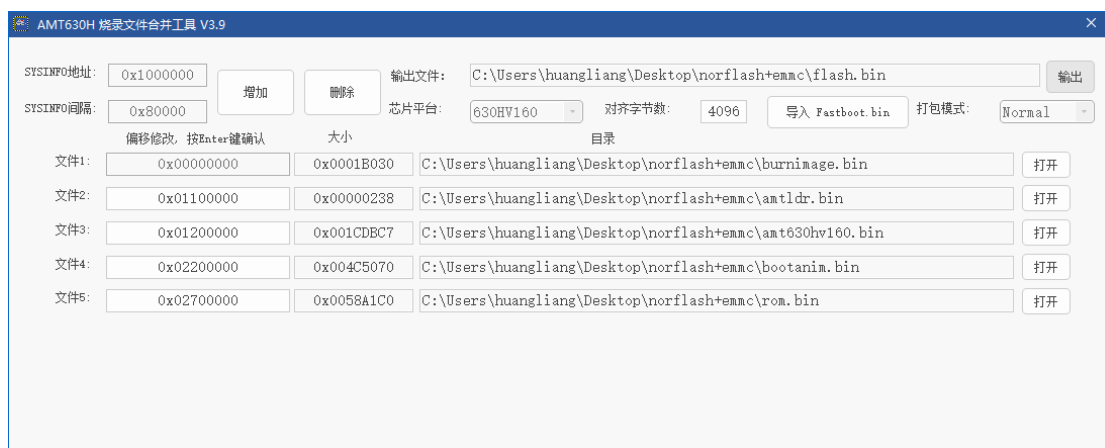 AMT630H 烧录文件合并工具 V3.9
SYSINFO地址: 0x1000000 增加 删除 输出文件: C:\Users\huangliang\Desktop\norflash+emmc\flash.bin 输出
SYSINFO间隔: 0x80000 芯片平台: 630HV160 对齐字节数: 4096 导入 Fastboot.bin 打包模式: Normal
偏移修改，按Enter键确认 大小 目录
文件1: 0x00000000 0x0001B030 C:\Users\huangliang\Desktop\norflash+emmc\burnimage.bin 打开
文件2: 0x01100000 0x00000238 C:\Users\huangliang\Desktop\norflash+emmc\amtldr.bin 打开
文件3: 0x01200000 0x001CDBC7 C:\Users\huangliang\Desktop\norflash+emmc\amt630hv160.bin 打开
文件4: 0x02200000 0x004C5070 C:\Users\huangliang\Desktop\norflash+emmc\bootanim.bin 打开
文件5: 0x02700000 0x0058A1C0 C:\Users\huangliang\Desktop\norflash+emmc\rom.bin 打开